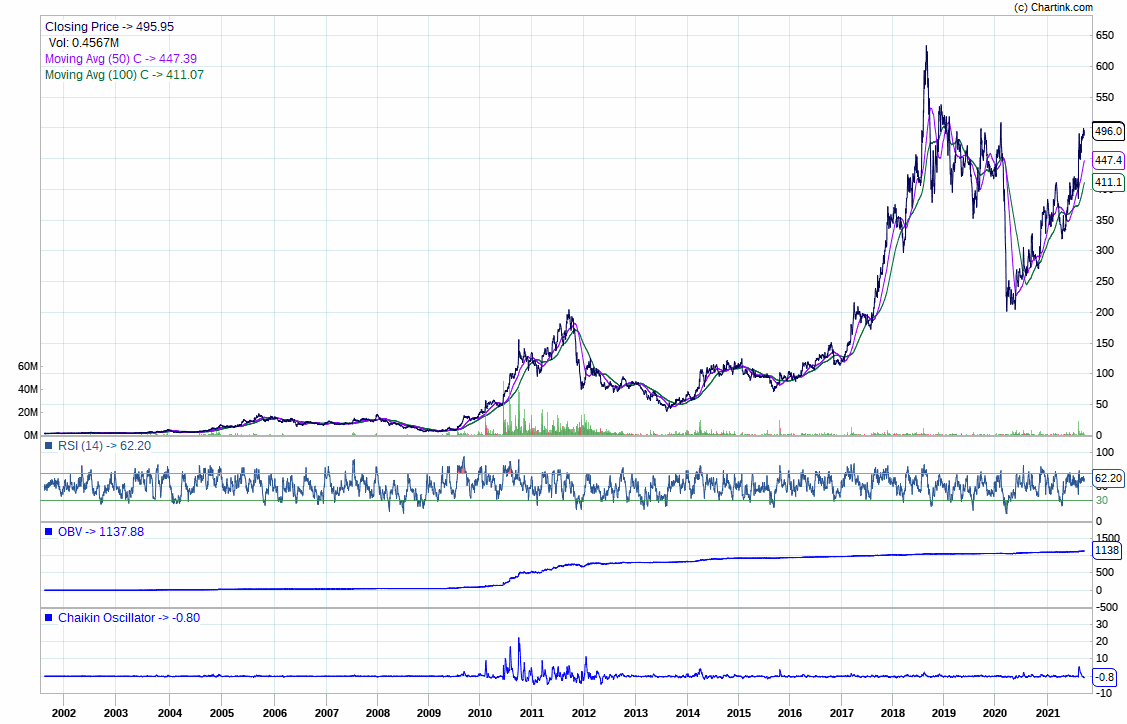 (c) Chartink.com
Closing Price -> 495.95
Vol: 0.4567M
Moving Avg (50) C -> 447.39
Moving Avg (100) C -> 411.07
650
600
550
496.0
447.4
411.1
350
300
250
200
150
100
50
0
60M
40M
20M
0M
RSI (14) -> 62.20
100
62.20
30
0
OBV -> 1137.88
1500
1138
500
0
-500
Chaikin Oscillator -> -0.80
30
20
10
-0.8
-10
2002 2003 2004 2005 2006 2007 2008 2009 2010 2011 2012 2013 2014 2015 2016 2017 2018 2019 2020 2021